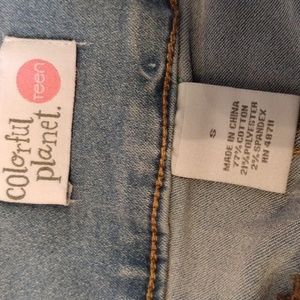 Teen
colorful
planet.
S
MADE IN CHINA
77% COTTON
21% POLYESTER
2% SPANDEX
RN 48711